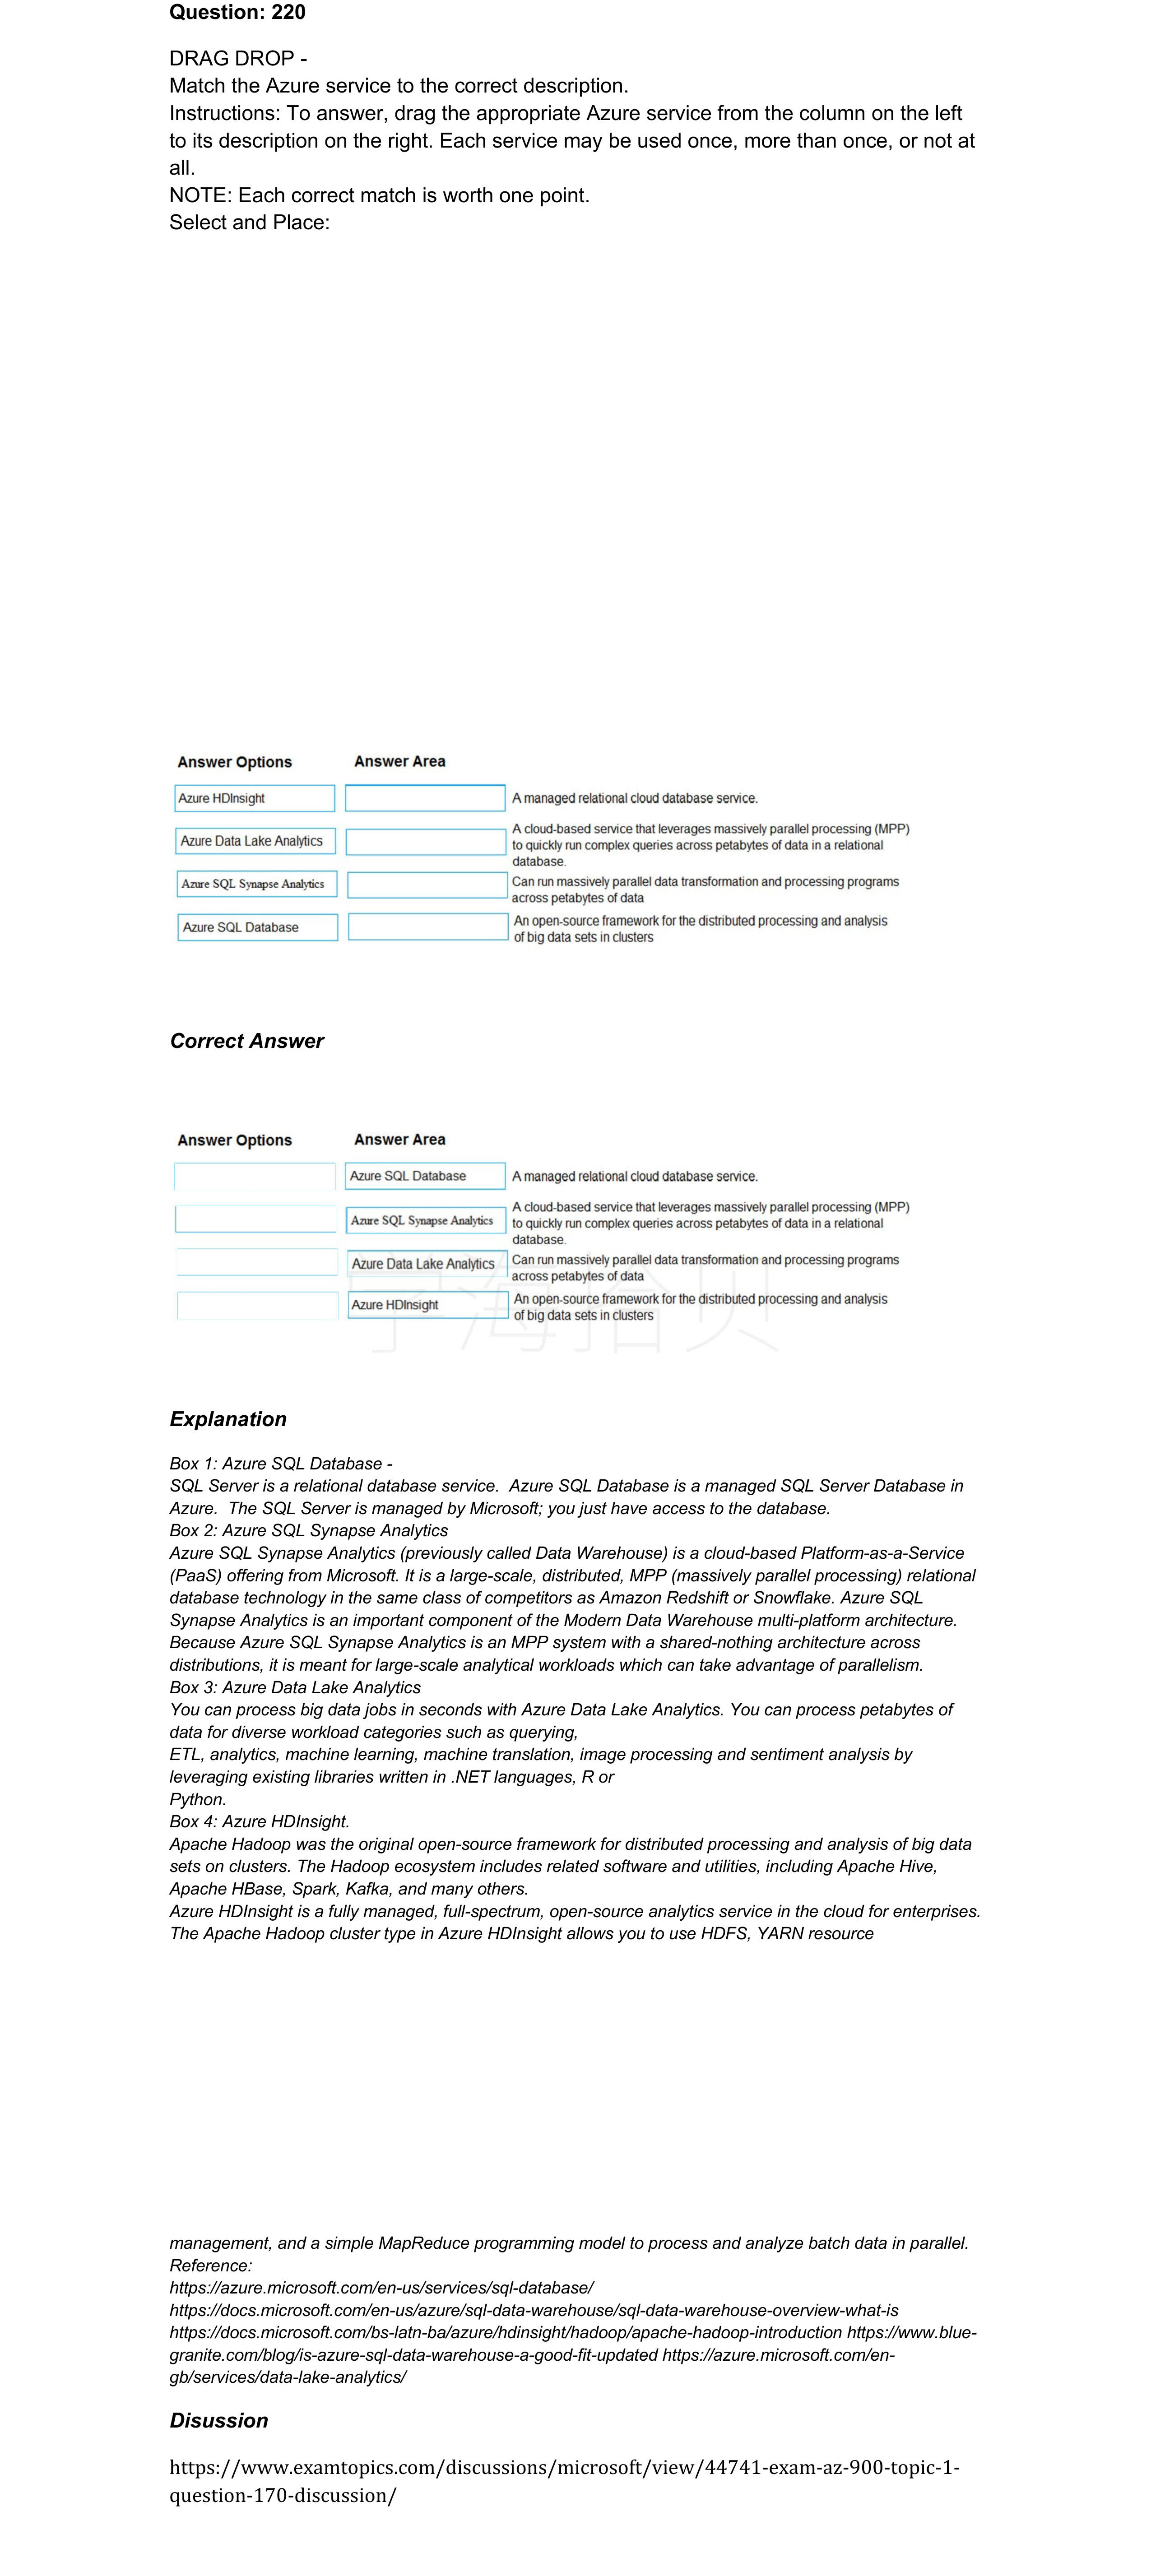 Question: 220
DRAG DROP -
Match the Azure service to the correct description.
Instructions: To answer, drag the appropriate Azure service from the column on the left
to its description on the right. Each service may be used once, more than once, or not at
all.
NOTE: Each correct match is worth one point.
Select and Place:
Answer Options
Answer Area
Azure HDInsight
A managed relational cloud database service.
Azure Data Lake Analytics
A cloud-based service that leverages massively parallel processing (MPP)
to quickly run complex queries across petabytes of data in a relational
database.
Azure SQL Synapse Analytics
Can run massively parallel data transformation and processing programs
across petabytes of data
Azure SQL Database
An open-source framework for the distributed processing and analysis
of big data sets in clusters
Correct Answer
Answer Options
Answer Area
Azure SQL Database
A managed relational cloud database service.
Azure SQL Synapse Analytics
A cloud-based service that leverages massively parallel processing (MPP)
to quickly run complex queries across petabytes of data in a relational
database.
Azure Data Lake Analytics
Can run massively parallel data transformation and processing programs
across petabytes of data
Azure HDInsight
An open-source framework for the distributed processing and analysis
of big data sets in clusters
学海拾贝
Explanation
Box 1: Azure SQL Database -
SQL Server is a relational database service.  Azure SQL Database is a managed SQL Server Database in
Azure.  The SQL Server is managed by Microsoft; you just have access to the database.
Box 2: Azure SQL Synapse Analytics
Azure SQL Synapse Analytics (previously called Data Warehouse) is a cloud-based Platform-as-a-Service
(PaaS) offering from Microsoft. It is a large-scale, distributed, MPP (massively parallel processing) relational
database technology in the same class of competitors as Amazon Redshift or Snowflake. Azure SQL
Synapse Analytics is an important component of the Modern Data Warehouse multi-platform architecture.
Because Azure SQL Synapse Analytics is an MPP system with a shared-nothing architecture across
distributions, it is meant for large-scale analytical workloads which can take advantage of parallelism.
Box 3: Azure Data Lake Analytics
You can process big data jobs in seconds with Azure Data Lake Analytics. You can process petabytes of
data for diverse workload categories such as querying,
ETL, analytics, machine learning, machine translation, image processing and sentiment analysis by
leveraging existing libraries written in .NET languages, R or
Python.
Box 4: Azure HDInsight.
Apache Hadoop was the original open-source framework for distributed processing and analysis of big data
sets on clusters. The Hadoop ecosystem includes related software and utilities, including Apache Hive,
Apache HBase, Spark, Kafka, and many others.
Azure HDInsight is a fully managed, full-spectrum, open-source analytics service in the cloud for enterprises.
The Apache Hadoop cluster type in Azure HDInsight allows you to use HDFS, YARN resource
management, and a simple MapReduce programming model to process and analyze batch data in parallel.
Reference:
https://azure.microsoft.com/en-us/services/sql-database/
https://docs.microsoft.com/en-us/azure/sql-data-warehouse/sql-data-warehouse-overview-what-is
https://docs.microsoft.com/bs-latn-ba/azure/hdinsight/hadoop/apache-hadoop-introduction https://www.blue-
granite.com/blog/is-azure-sql-data-warehouse-a-good-fit-updated https://azure.microsoft.com/en-
gb/services/data-lake-analytics/
Disussion
https://www.examtopics.com/discussions/microsoft/view/44741-exam-az-900-topic-1-
question-170-discussion/